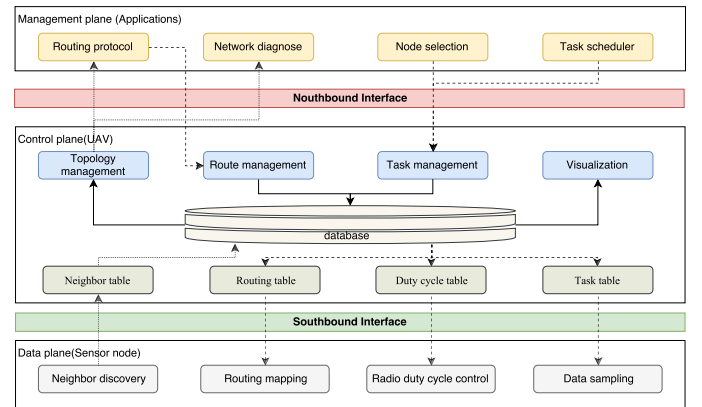 Management plane (Applications)
Routing protocol
Network diagnose
Node selection
Task scheduler
Nouthbound Interface
Control plane(UAV)
Topology
management
Route management
Task management
Visualization
database
Neighbor table
Routing table
Duty cycle table
Task table
Southbound Interface
Data plane(Sensor node)
Neighbor discovery
Routing mapping
Radio duty cycle control
Data sampling